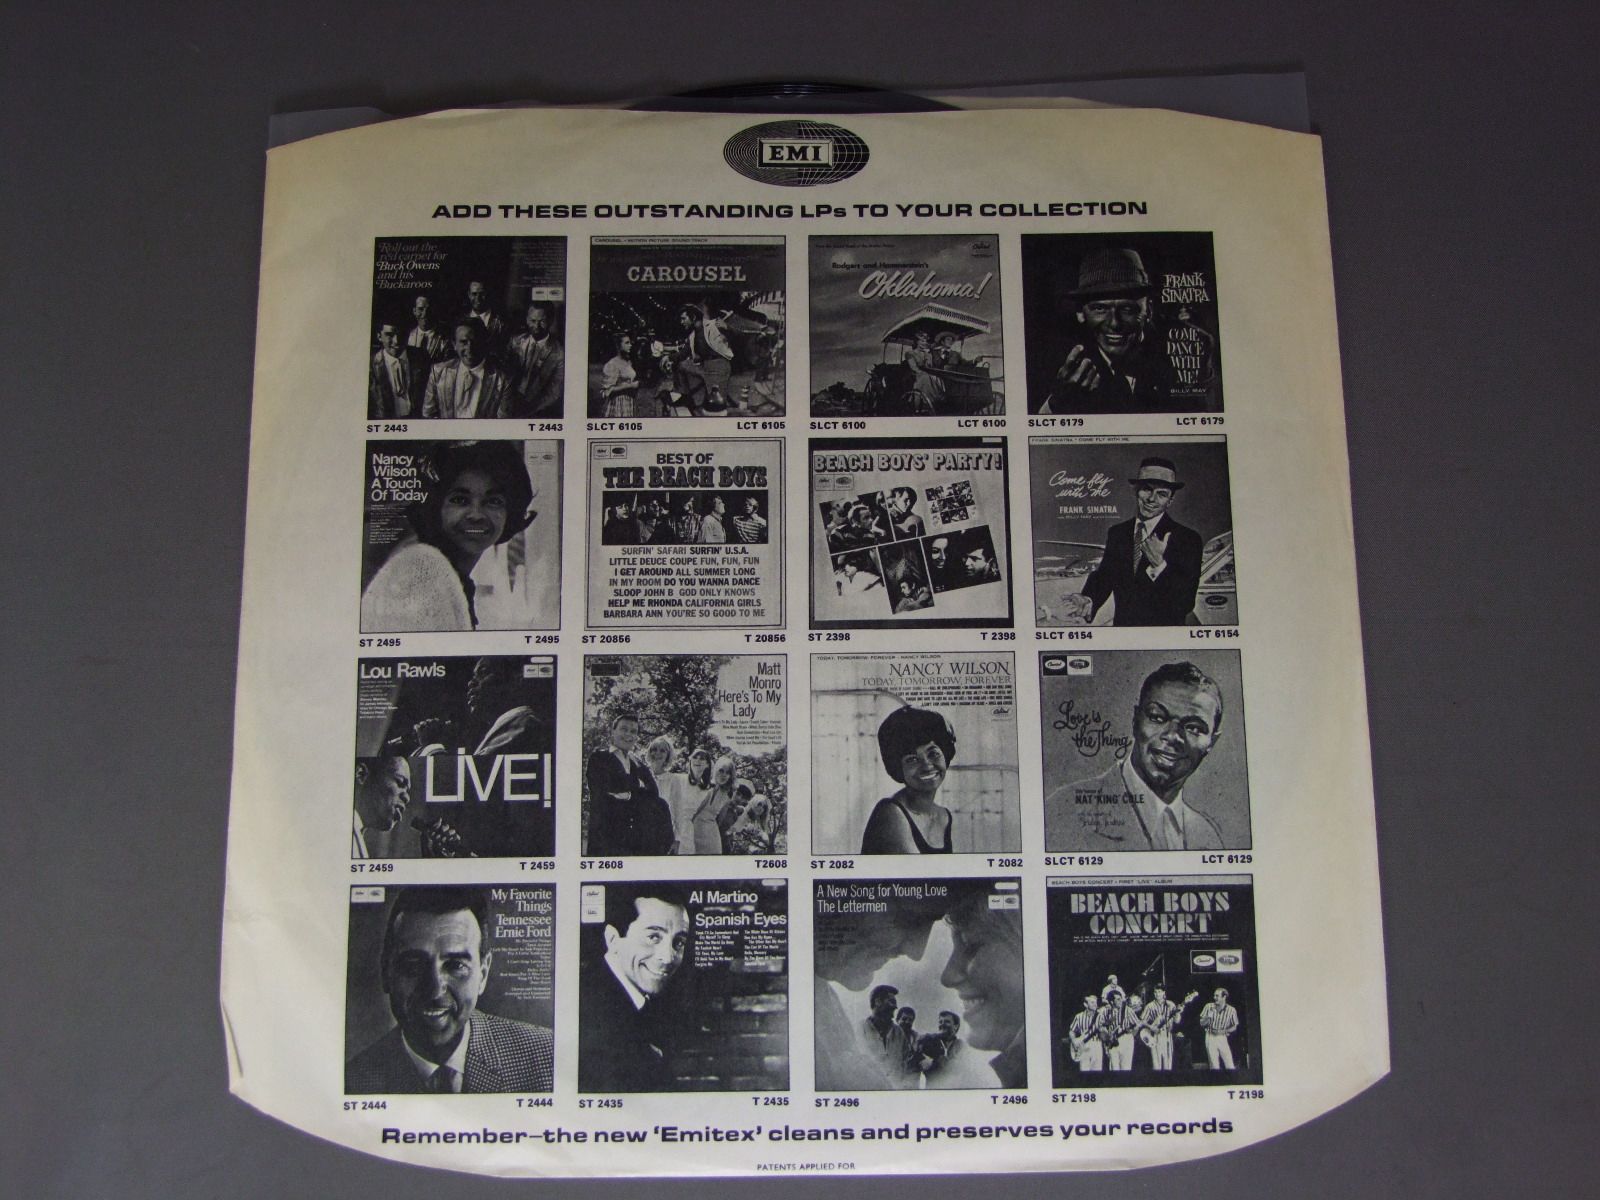 EMI
ADD THESE OUTSTANDING LPs TO YOUR COLLECTION
Roll out the
red carpet for
Buck Owens
and his
Buckaroos
ST 2443 T 2443
CAROUSEL • MOTION PICTURE SOUND TRACK
CAROUSEL
SLCT 6105 LCT 6105
Rodgers and Hammerstein's
Oklahoma!
SLCT 6100 LCT 6100
FRANK
SINATRA
COME
DANCE
WITH
ME!
BILLY MAY
SLCT 6179 LCT 6179
Nancy
Wilson
A Touch
Of Today
ST 2495 T 2495
BEST OF
THE BEACH BOYS
SURFIN' SAFARI SURFIN' U.S.A.
LITTLE DEUCE COUPE FUN, FUN, FUN
I GET AROUND ALL SUMMER LONG
IN MY ROOM DO YOU WANNA DANCE
SLOOP JOHN B GOD ONLY KNOWS
HELP ME RHONDA CALIFORNIA GIRLS
BARBARA ANN YOU'RE SO GOOD TO ME
ST 20856 T 20856
BEACH BOYS' PARTY!
ST 2398 T 2398
FRANK SINATRA • COME FLY WITH ME
Come fly
with me
FRANK SINATRA
SLCT 6154 LCT 6154
Lou Rawls
LIVE!
ST 2459 T 2459
Matt
Monro
Here's To My
Lady
ST 2608 T2608
TODAY, TOMORROW, FOREVER • NANCY WILSON
NANCY WILSON
TODAY, TOMORROW, FOREVER
ST 2082 T 2082
Love is
the Thing
NAT 'KING' COLE
SLCT 6129 LCT 6129
My Favorite
Things
Tennessee
Ernie Ford
ST 2444 T 2444
Al Martino
Spanish Eyes
ST 2435 T 2435
A New Song for Young Love
The Lettermen
ST 2496 T 2496
BEACH BOYS CONCERT • FIRST "LIVE" ALBUM
BEACH BOYS
CONCERT
ST 2198 T 2198
Remember—the new 'Emitex' cleans and preserves your records
PATENTS APPLIED FOR